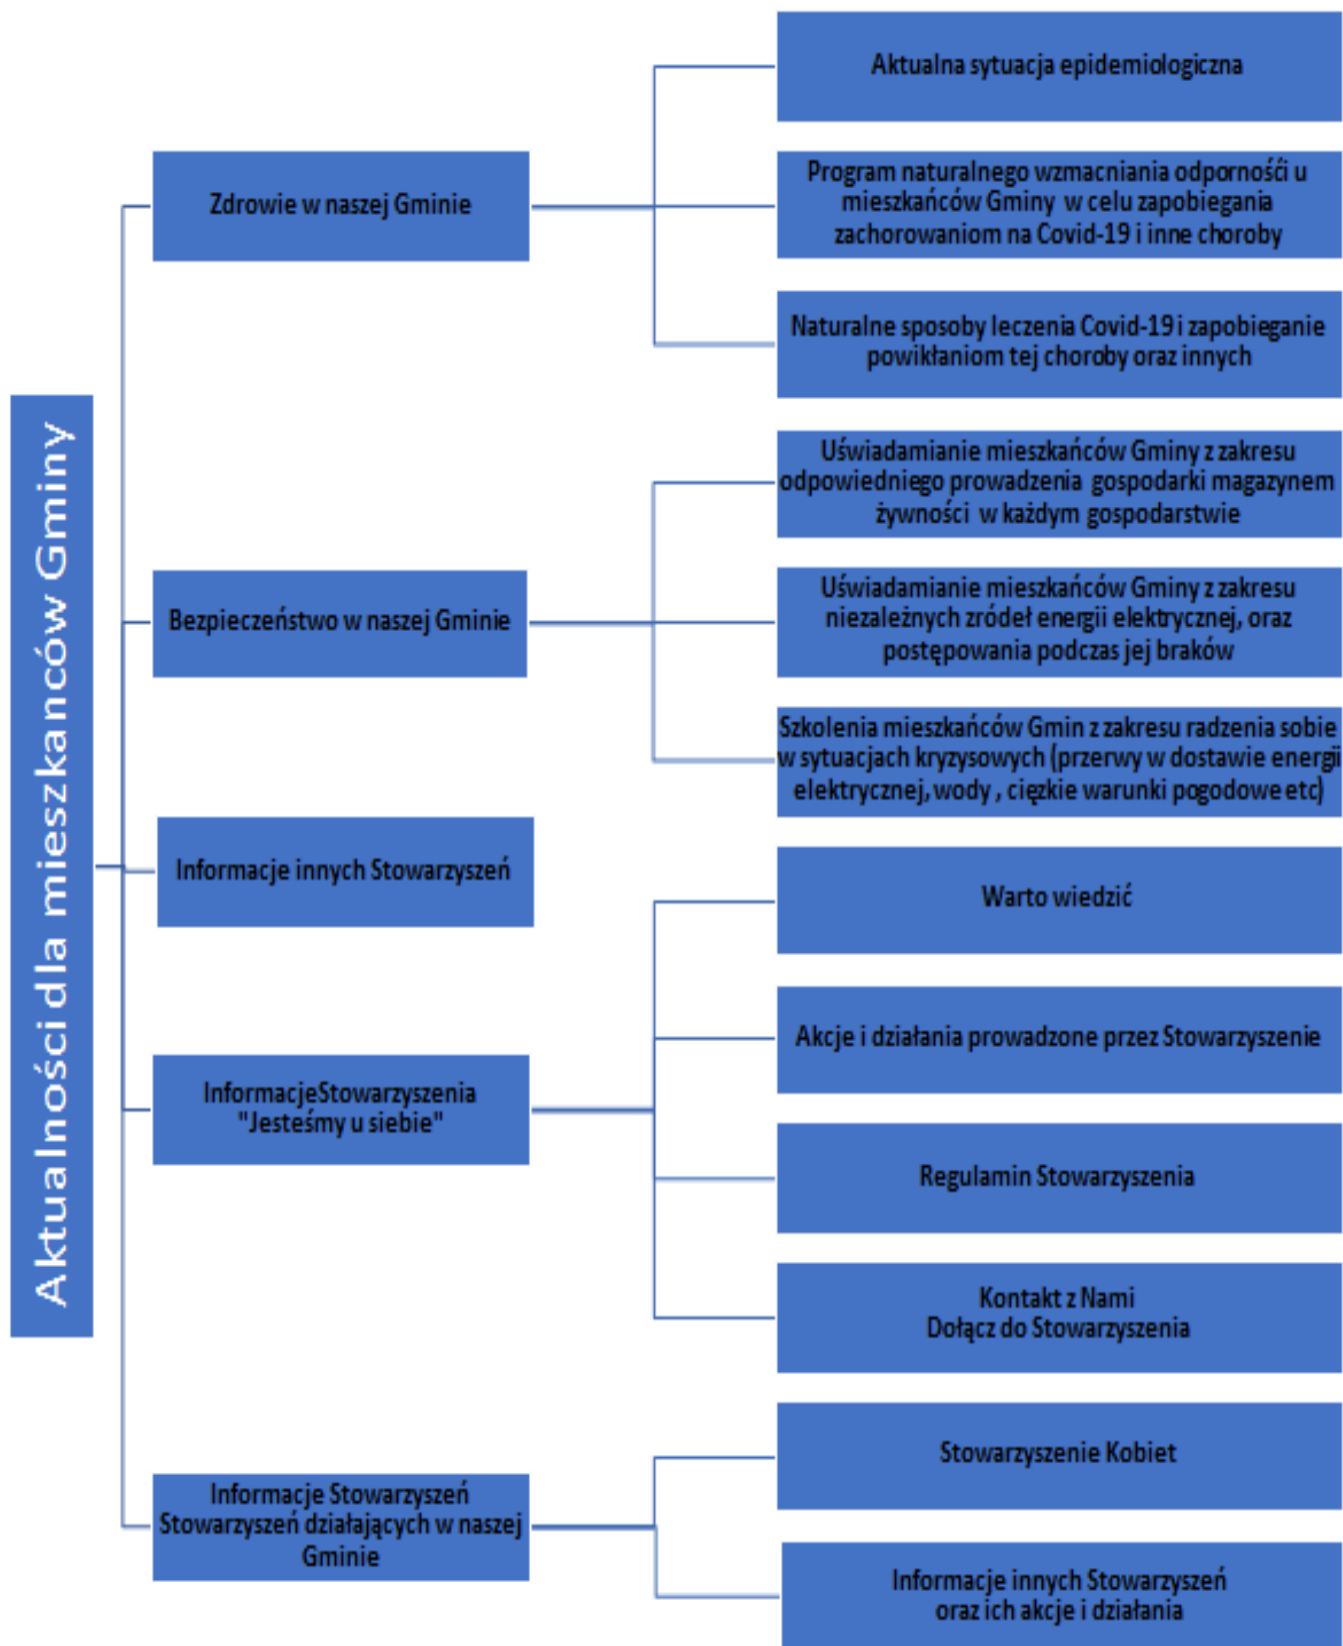 Aktualności dla mieszkanców Gminy
Zdrowie w naszej Gminie
Aktualna sytuacja epidemiologiczna
Program naturalnego wzmacniania odpornośći u
mieszkańców Gminy w celu zapobiegania
zachorowaniom na Covid-19 i inne choroby
Naturalne sposoby leczenia Covid-19 i zapobieganie
powikłaniom tej choroby oraz innych
Bezpieczeństwo w naszej Gminie
Uświadamianie mieszkańców Gminy z zakresu
odpowiedniego prowadzenia gospodarki magazynem
żywności w każdym gospodarstwie
Uświadamianie mieszkańców Gminy z zakresu
niezależnych zródeł energii elektrycznej, oraz
postępowania podczas jej braków
Szkolenia mieszkańców Gmin z zakresu radzenia sobie
w sytuacjach kryzysowych (przerwy w dostawie energii
elektrycznej, wody , cięzkie warunki pogodowe etc)
Informacje innych Stowarzyszeń
InformacjeStowarzyszenia
"Jesteśmy u siebie"
Warto wiedzić
Akcje i działania prowadzone przez Stowarzyszenie
Regulamin Stowarzyszenia
Kontakt z Nami
Dołącz do Stowarzyszenia
Informacje Stowarzyszeń
Stowarzyszeń działających w naszej
Gminie
Stowarzyszenie Kobiet
Informacje innych Stowarzyszeń
oraz ich akcje i działania